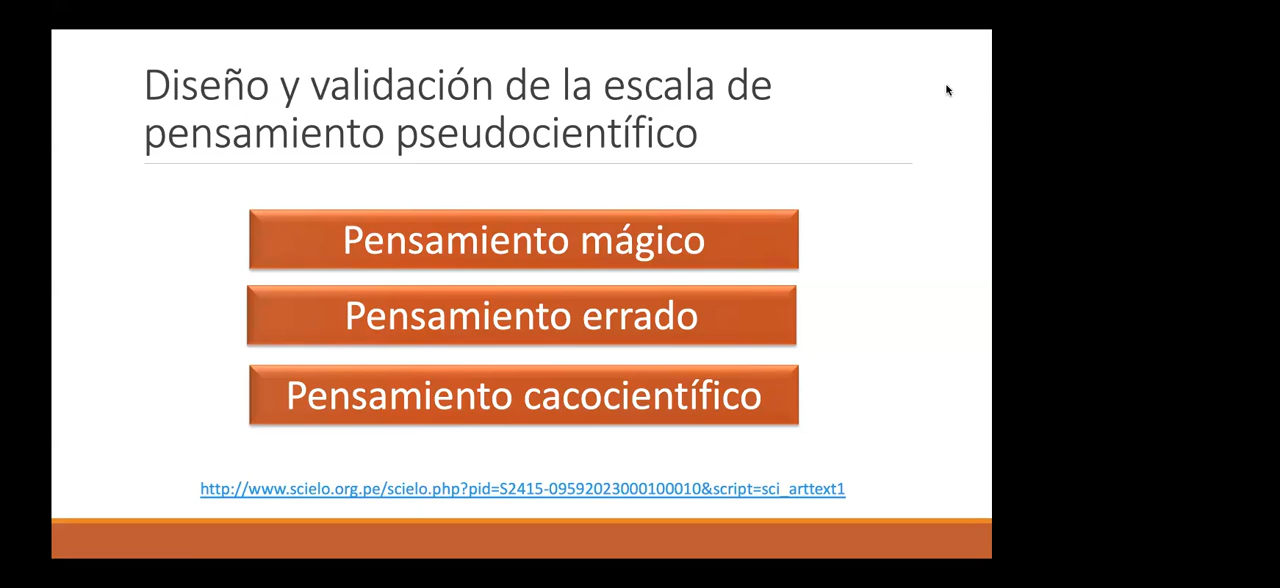 Diseño y validación de la escala de
pensamiento pseudocientífico
Pensamiento mágico
Pensamiento errado
Pensamiento cacocientífico
http://www.scielo.org.pe/scielo.php?pid=S2415-09592023000100010&script=sci_arttext1